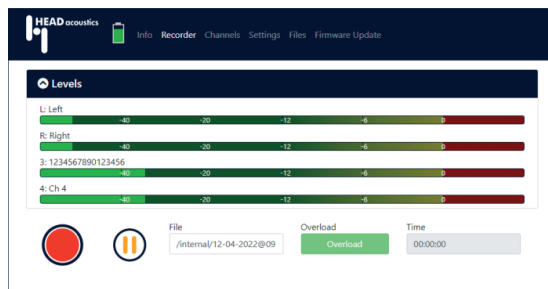 HEAD acoustics
Info Recorder Channels Settings Files Firmware Update
Levels
L: Left
-40 -20 -12 -6 0
R: Right
-40 -20 -12 -6 0
3: 1234567890123456
-40 -20 -12 -6 0
4: Ch 4
-40 -20 -12 -6 0
File Overload Time
/internal/12-04-2022@09 Overload 00:00:00